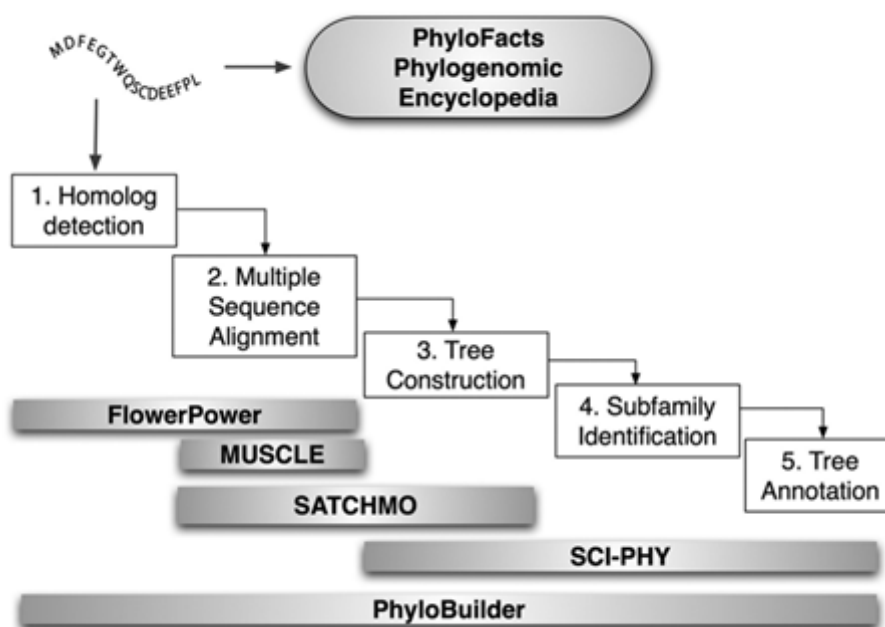 MDFEGTWQSCDEEFPL
PhyloFacts
Phylogenomic
Encyclopedia
1. Homolog
detection
2. Multiple
Sequence
Alignment
3. Tree
Construction
4. Subfamily
Identification
5. Tree
Annotation
FlowerPower
MUSCLE
SATCHMO
SCI-PHY
PhyloBuilder